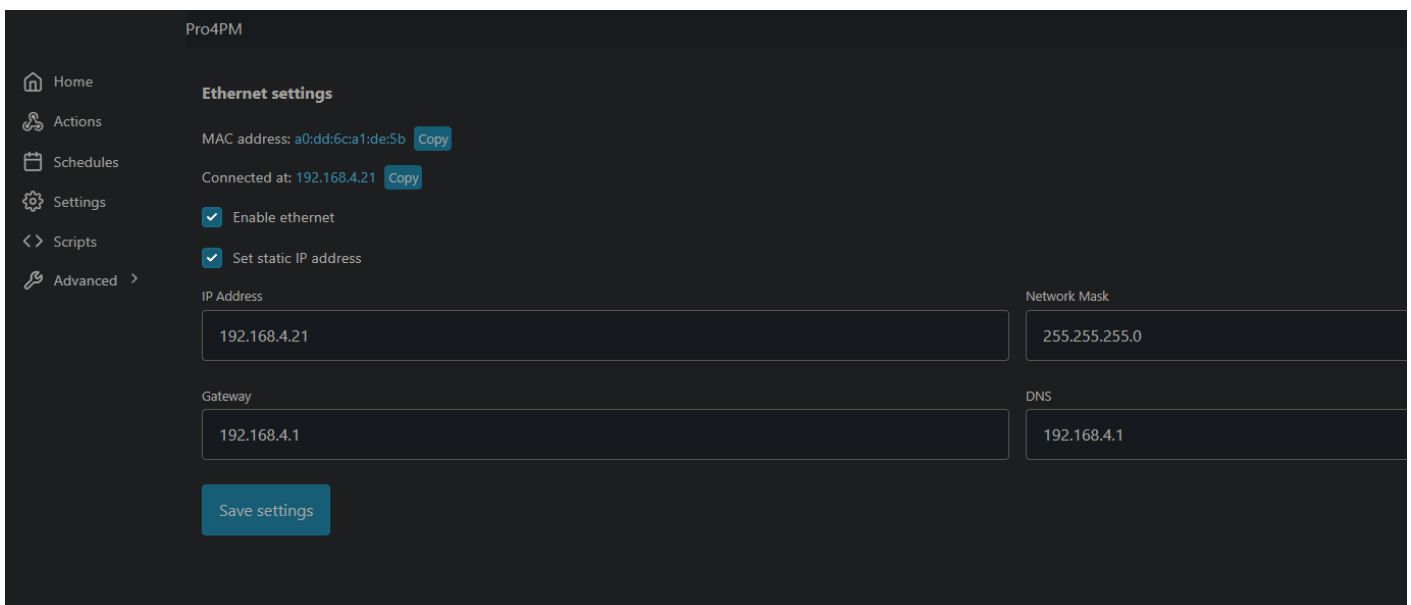 Pro4PM
Home
Actions
Schedules
Settings
Scripts
Advanced
Ethernet settings
MAC address: a0:dd:6c:a1:de:5b Copy
Connected at: 192.168.4.21 Copy
Enable ethernet
Set static IP address
IP Address
192.168.4.21
Network Mask
255.255.255.0
Gateway
192.168.4.1
DNS
192.168.4.1
Save settings